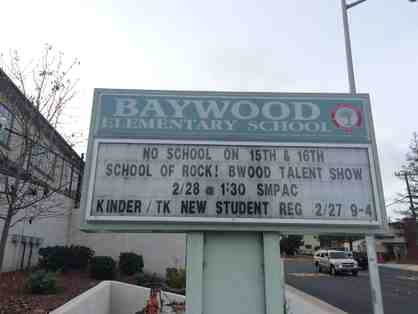 BAYWOOD
ELEMENTARY SCHOOL
NO SCHOOL ON 15TH & 16TH
SCHOOL OF ROCK! BWOOD TALENT SHOW
2/28 @ 1:30 SMPAC
KINDER/TK NEW STUDENT REG 2/27 9-4